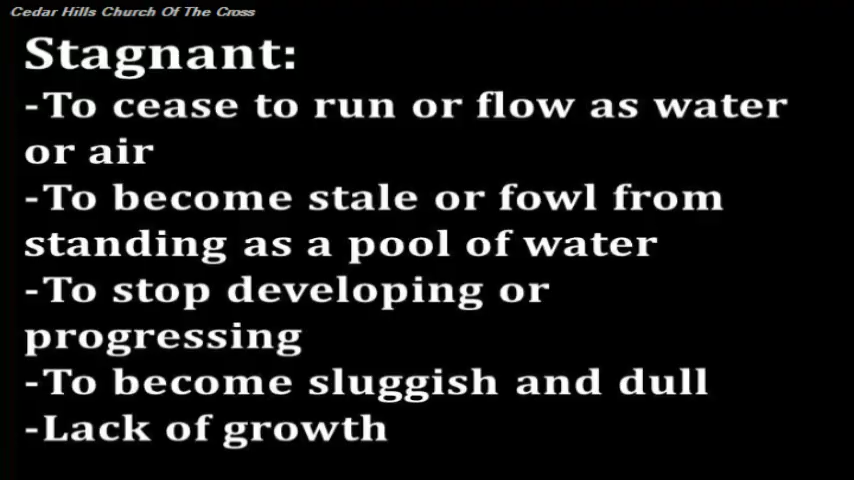 Cedar Hills Church Of The Cross
Stagnant:
-To cease to run or flow as water
or air
-To become stale or fowl from
standing as a pool of water
-To stop developing or
progressing
-To become sluggish and dull
-Lack of growth